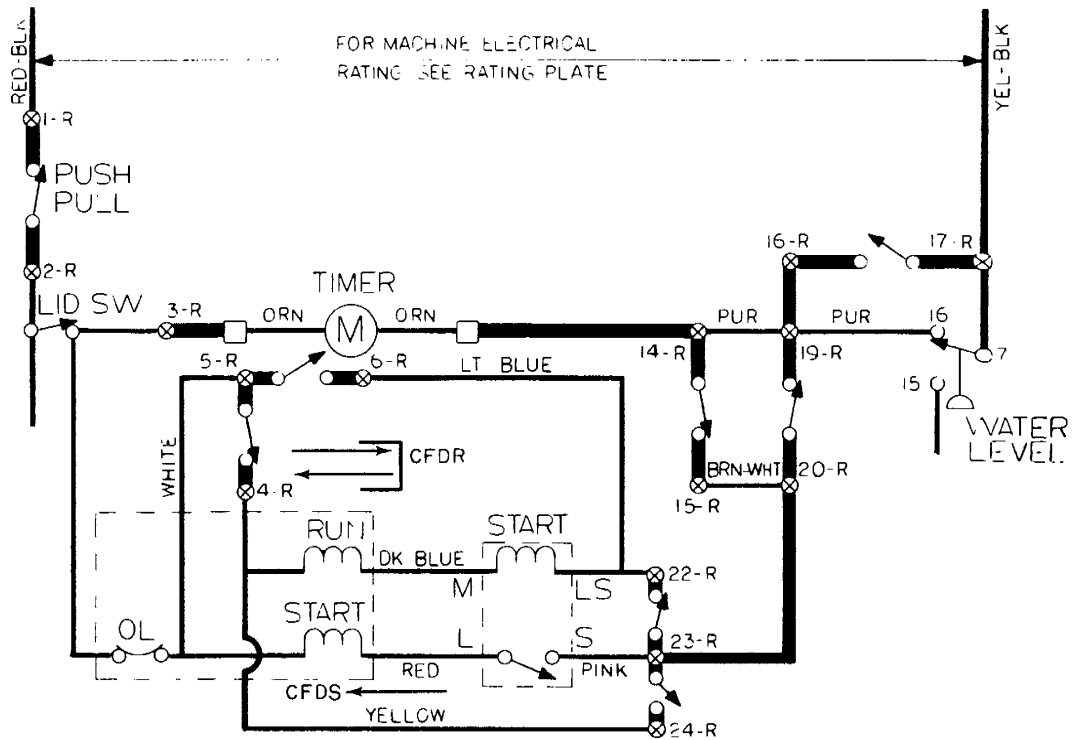 FOR MACHINE ELECTRICAL
RATING SEE RATING PLATE
RED-BLK
YEL-BLK
1-R
PUSH
PULL
2-R
LID SW
3-R
ORN
TIMER
M
ORN
14-R
PUR
16-R
17-R
19-R
PUR
16
7
15
WATER
LEVEL
5-R
6-R
LT BLUE
WHITE
CFDR
4-R
BRN-WHT
15-R
20-R
RUN
DK BLUE
START
M
LS
22-R
OL
START
L
S
23-R
RED
PINK
CFDS
YELLOW
24-R